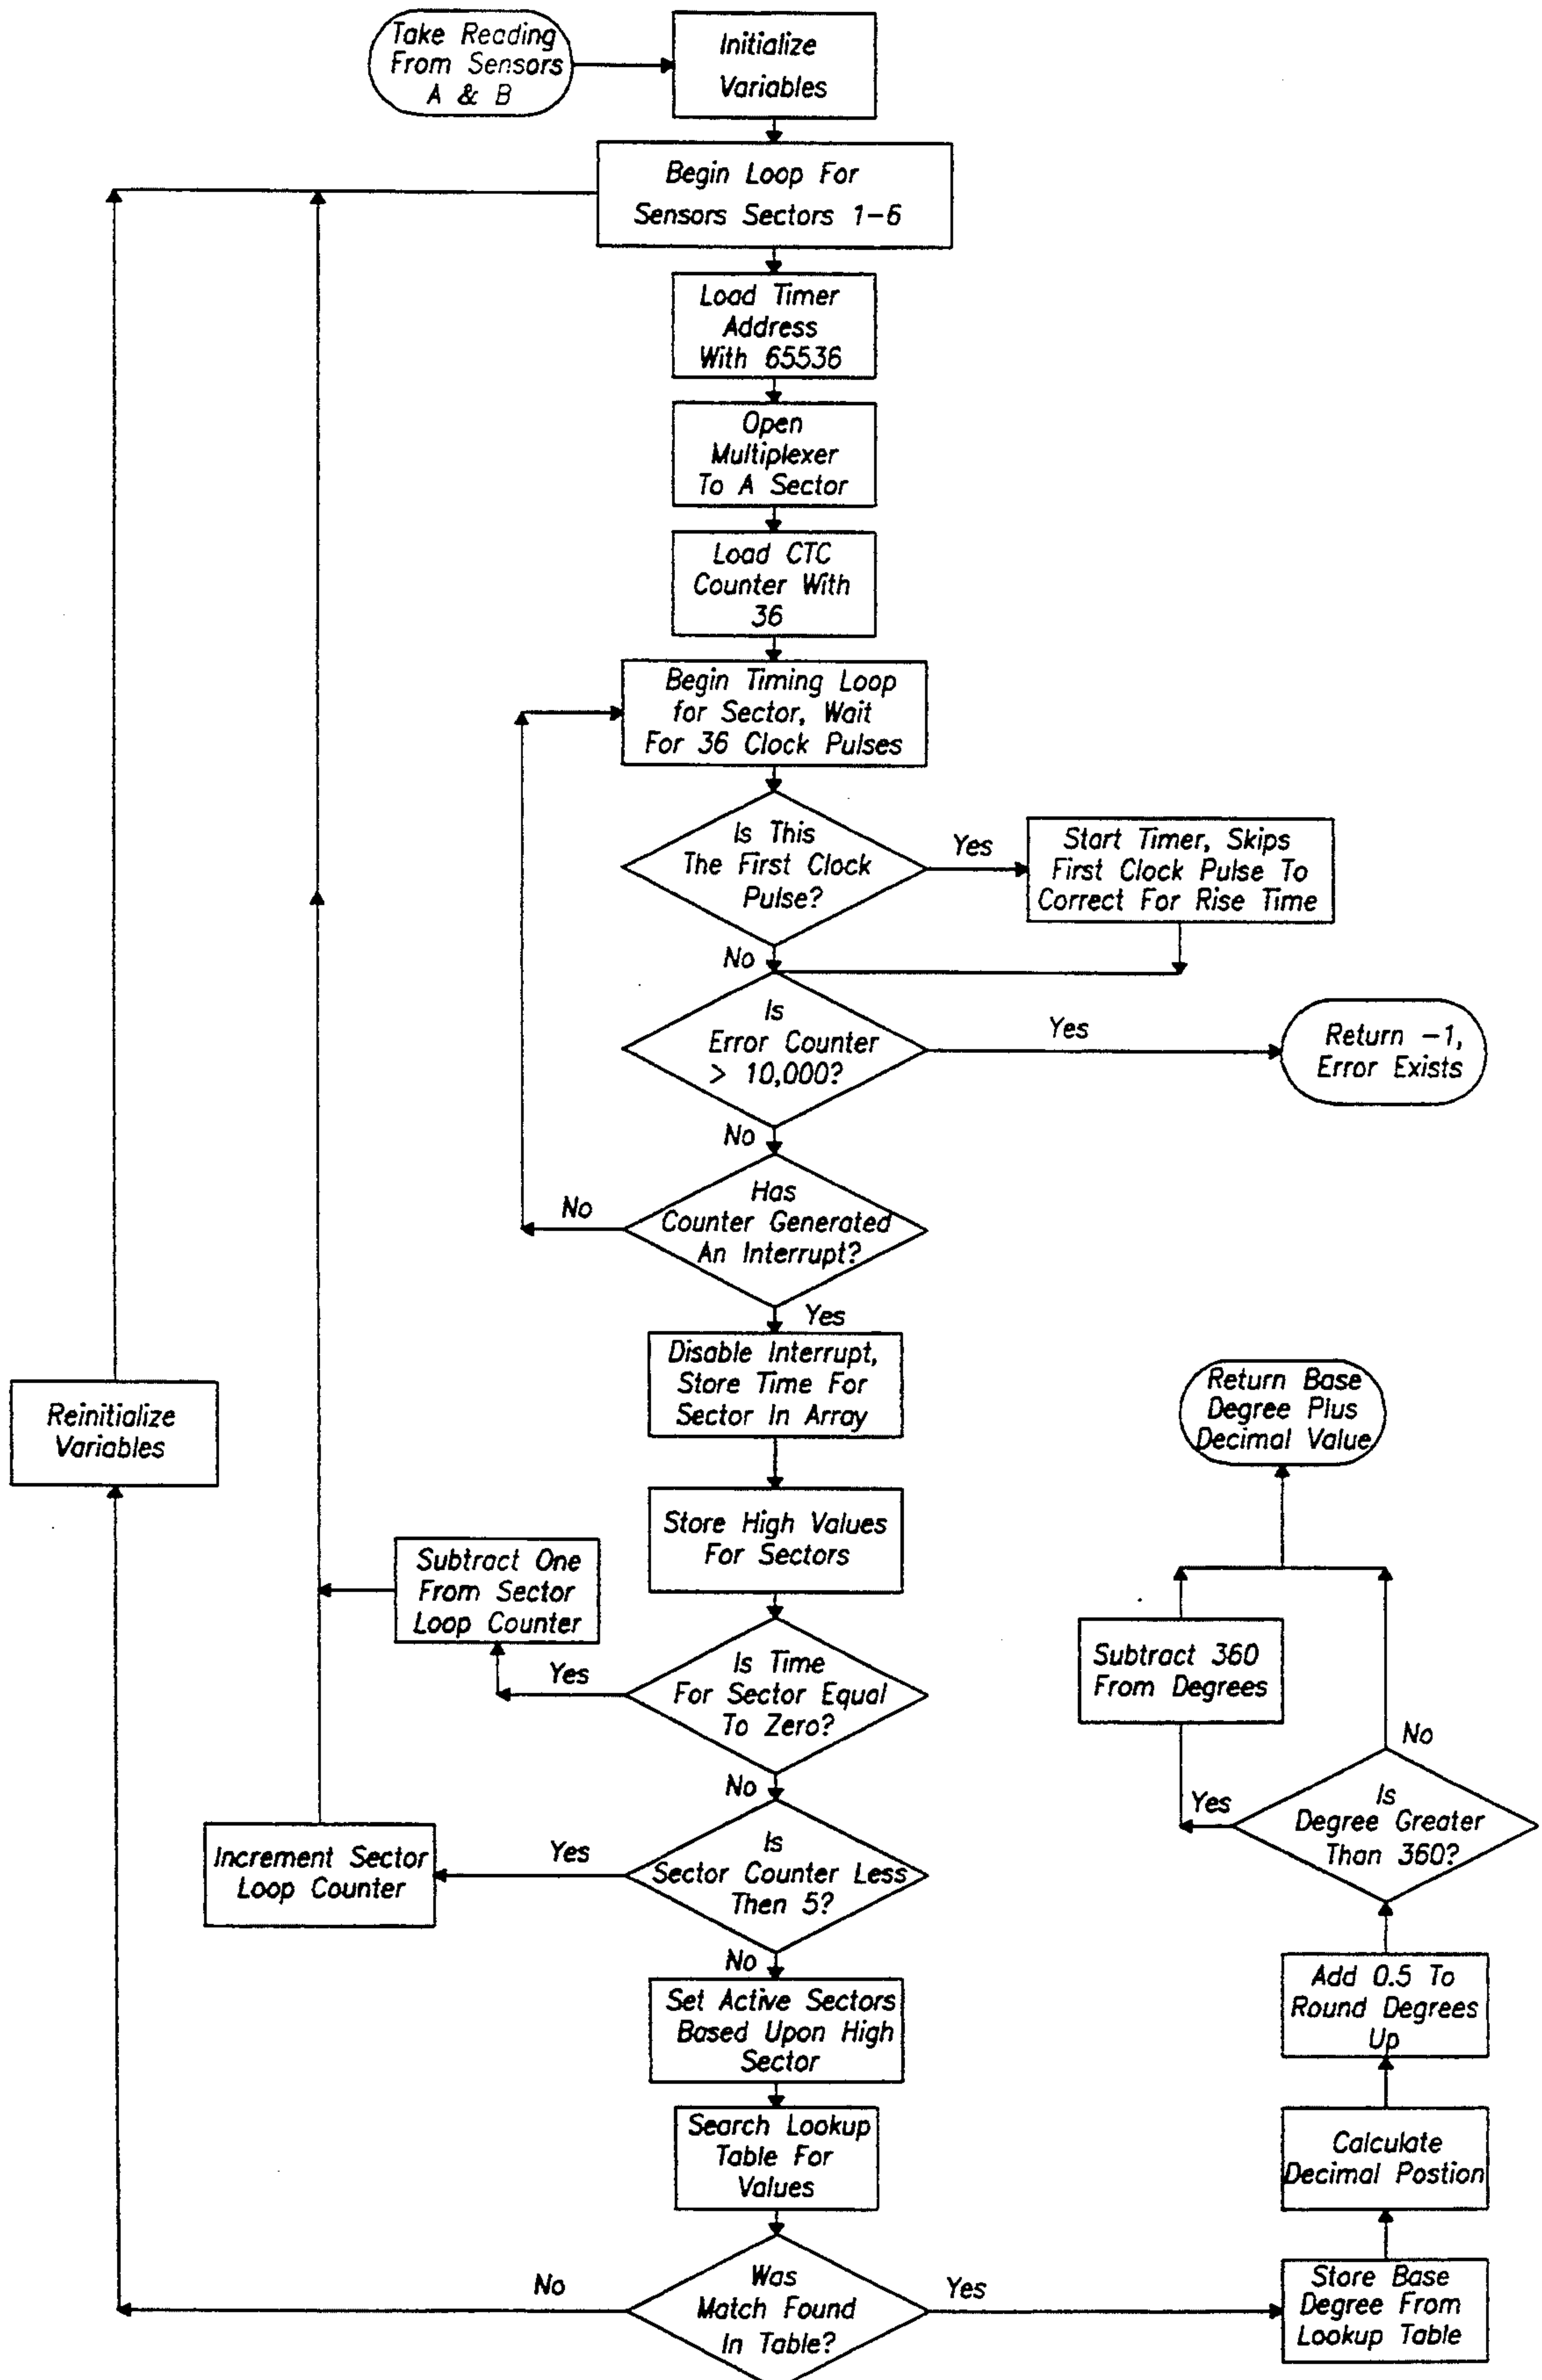 Take Reading
From Sensors
A & B
Initialize
Variables
Begin Loop For
Sensors Sectors 1-6
Load Timer
Address
With 65536
Open
Multiplexer
To A Sector
Load CTC
Counter With
36
Begin Timing Loop
for Sector, Wait
For 36 Clock Pulses
Is This
The First Clock
Pulse?
Yes
Start Timer, Skips
First Clock Pulse To
Correct For Rise Time
No
Is
Error Counter
> 10,000?
Yes
Return -1,
Error Exists
No
Has
Counter Generated
An Interrupt?
No
Yes
Disable Interrupt,
Store Time For
Sector In Array
Store High Values
For Sectors
Is Time
For Sector Equal
To Zero?
Yes
Subtract One
From Sector
Loop Counter
No
Is
Sector Counter Less
Then 5?
Yes
Increment Sector
Loop Counter
No
Set Active Sectors
Based Upon High
Sector
Search Lookup
Table For
Values
Was
Match Found
In Table?
No
Reinitialize
Variables
Yes
Store Base
Degree From
Lookup Table
Calculate
Decimal Postion
Add 0.5 To
Round Degrees
Up
Is
Degree Greater
Than 360?
Yes
Subtract 360
From Degrees
No
Return Base
Degree Plus
Decimal Value